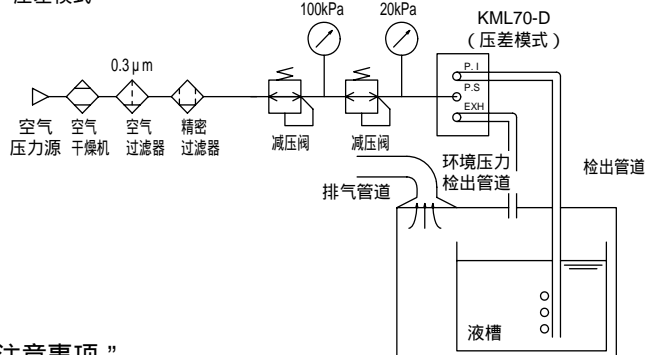 压差模式
100kPa
20kPa
KML70-D
（压差模式）
0.3μm
P.I
P.S
EXH
空气
压力源
空气
干燥机
空气
过滤器
精密
过滤器
减压阀
减压阀
环境压力
检出管道
检出管道
排气管道
液槽
注意事项”